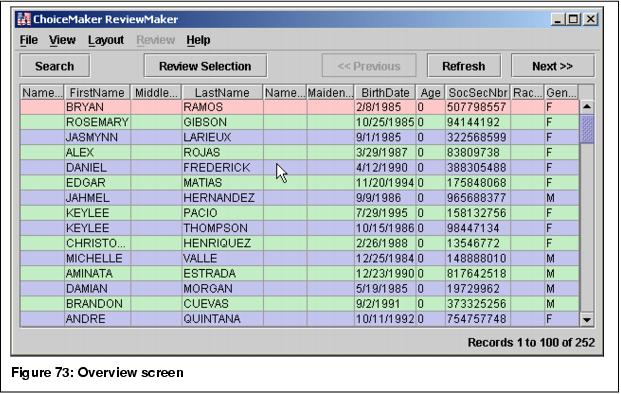 ChoiceMaker ReviewMaker
File View Layout Review Help
Search Review Selection << Previous Refresh Next >>
Name... FirstName Middle... LastName Name... Maiden... BirthDate Age SocSecNbr Rac... Gen...
BRYAN RAMOS 2/8/1985 0 507798557 F
ROSEMARY GIBSON 10/25/1985 0 94144192 F
JASMYNN LARIEUX 9/1/1985 0 322568599 F
ALEX ROJAS 3/29/1987 0 83809738 F
DANIEL FREDERICK 4/12/1990 0 388305488 F
EDGAR MATIAS 11/20/1994 0 175848068 F
JAHMEL HERNANDEZ 9/9/1986 0 965688377 M
KEYLEE PACIO 7/29/1995 0 158132756 F
KEYLEE THOMPSON 10/15/1986 0 98447134 F
CHRISTO... HENRIQUEZ 2/26/1988 0 13546772 F
MICHELLE VALLE 12/25/1984 0 148888010 M
AMINATA ESTRADA 12/23/1990 0 817642518 M
DAMIAN MORGAN 5/19/1985 0 19729962 M
BRANDON CUEVAS 9/2/1991 0 373325256 M
ANDRE QUINTANA 10/11/1992 0 754757748 F
Records 1 to 100 of 252
Figure 73: Overview screen